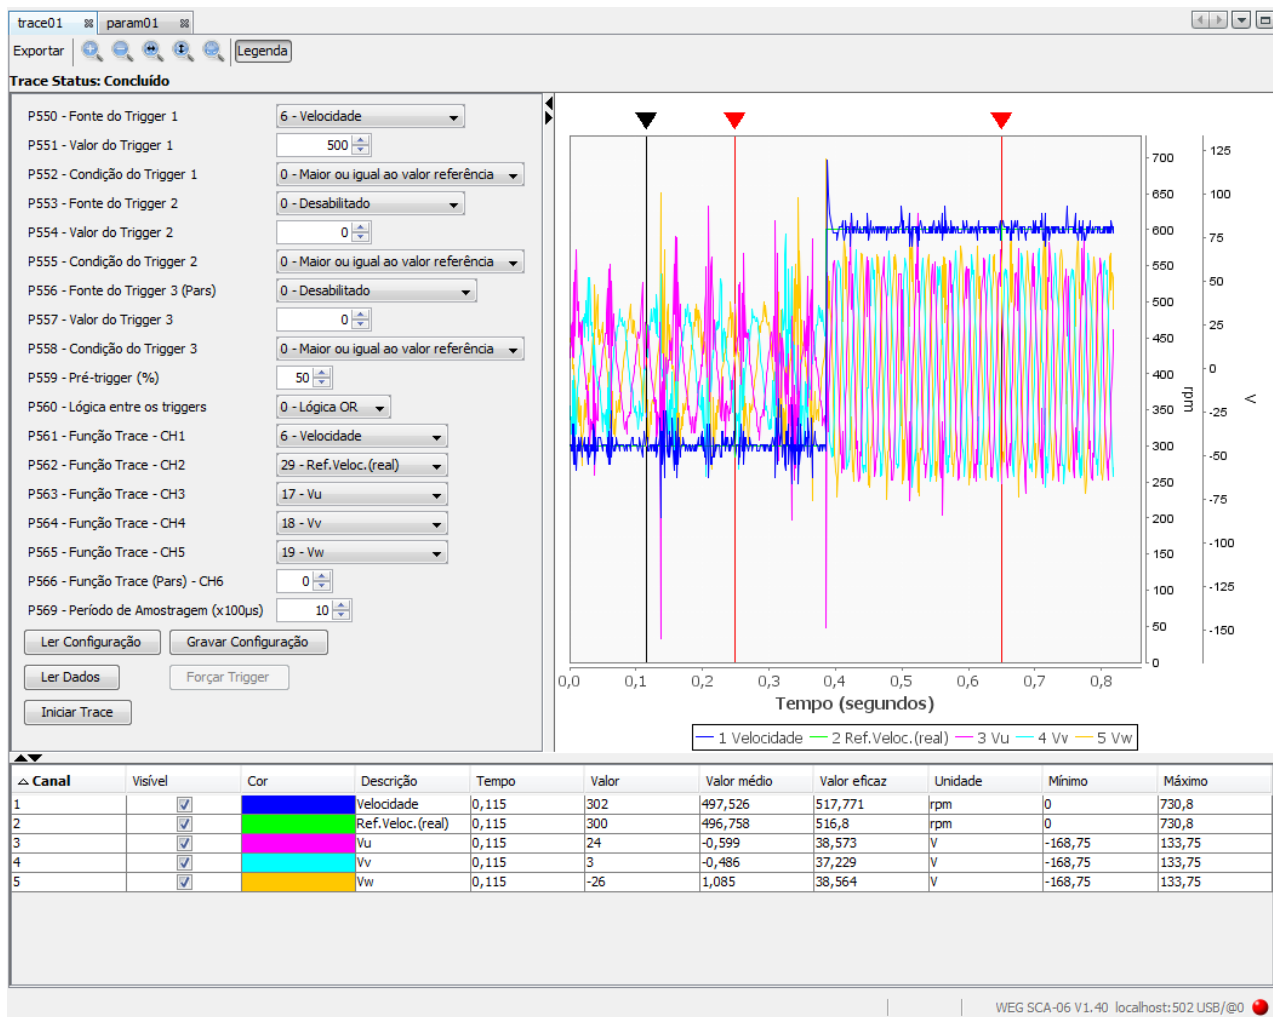 trace01 param01
Exportar Legenda
Trace Status: Concluído
P550 - Fonte do Trigger 1 6 - Velocidade
P551 - Valor do Trigger 1 500
P552 - Condição do Trigger 1 0 - Maior ou igual ao valor referência
P553 - Fonte do Trigger 2 0 - Desabilitado
P554 - Valor do Trigger 2 0
P555 - Condição do Trigger 2 0 - Maior ou igual ao valor referência
P556 - Fonte do Trigger 3 (Pars) 0 - Desabilitado
P557 - Valor do Trigger 3 0
P558 - Condição do Trigger 3 0 - Maior ou igual ao valor referência
P559 - Pré-trigger (%) 50
P560 - Lógica entre os triggers 0 - Lógica OR
P561 - Função Trace - CH1 6 - Velocidade
P562 - Função Trace - CH2 29 - Ref.Veloc.(real)
P563 - Função Trace - CH3 17 - Vu
P564 - Função Trace - CH4 18 - Vv
P565 - Função Trace - CH5 19 - Vw
P566 - Função Trace (Pars) - CH6 0
P569 - Período de Amostragem (x100µs) 10
Ler Configuração Gravar Configuração
Ler Dados Forçar Trigger
Iniciar Trace
700
650
600
550
500
450
400
350
300
250
200
150
100
50
0
rpm
125
100
75
50
25
0
-25
-50
-75
-100
-125
-150
V
0,0 0,1 0,2 0,3 0,4 0,5 0,6 0,7 0,8
Tempo (segundos)
1 Velocidade 2 Ref.Veloc.(real) 3 Vu 4 Vv 5 Vw
Canal Visível Cor Descrição Tempo Valor Valor médio Valor eficaz Unidade Mínimo Máximo
1 Velocidade 0,115 302 497,526 517,771 rpm 0 730,8
2 Ref.Veloc.(real) 0,115 300 496,758 516,8 rpm 0 730,8
3 Vu 0,115 24 -0,599 38,573 V -168,75 133,75
4 Vv 0,115 3 -0,486 37,229 V -168,75 133,75
5 Vw 0,115 -26 1,085 38,564 V -168,75 133,75
WEG SCA-06 V1.40 localhost:502 USB/@0